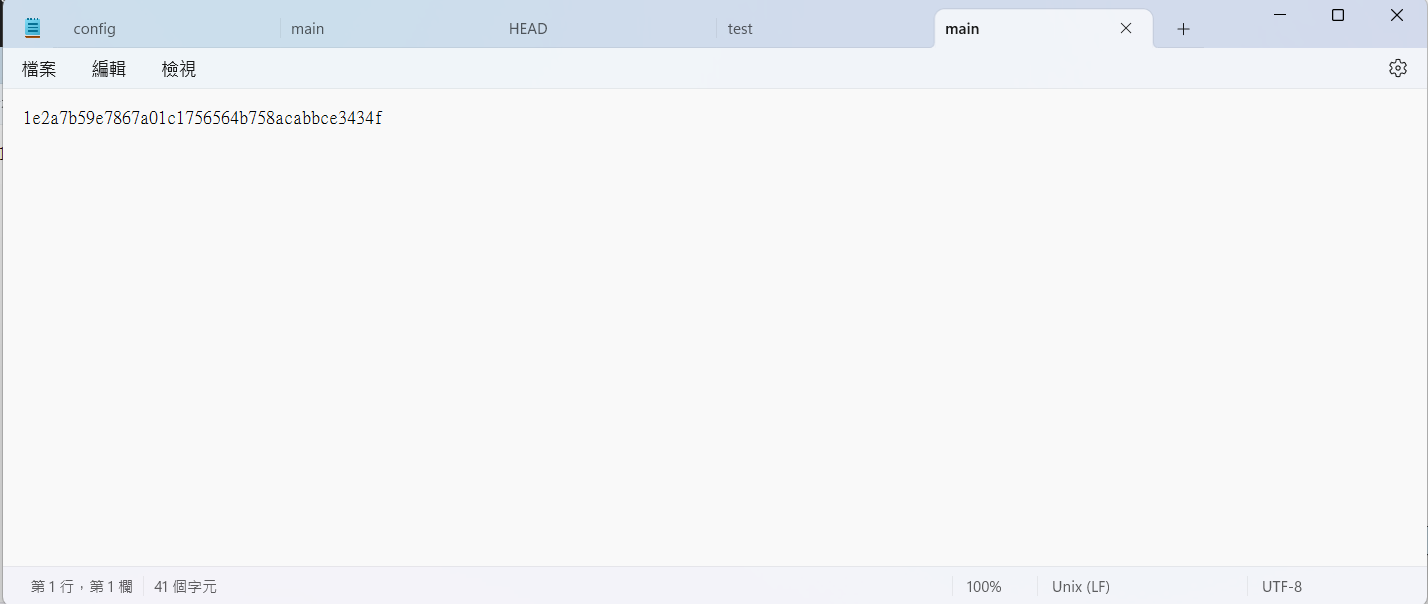 config
main
HEAD
test
main
檔案
編輯
檢視
1e2a7b59e7867a01c1756564b758acabbce3434f
第 1 行，第 1 欄
41 個字元
100%
Unix (LF)
UTF-8